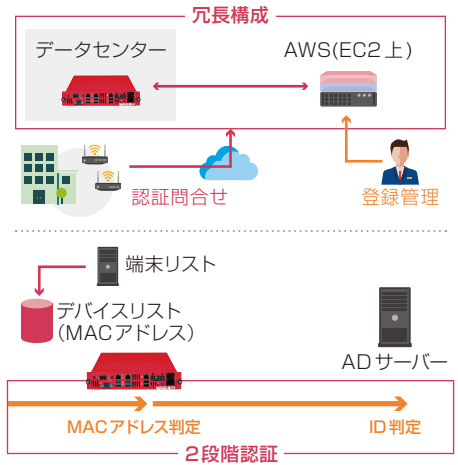 冗長構成
データセンター
AWS(EC2上)
認証問合せ
登録管理
端末リスト
デバイスリスト
(MACアドレス)
ADサーバー
MACアドレス判定
ID判定
2段階認証